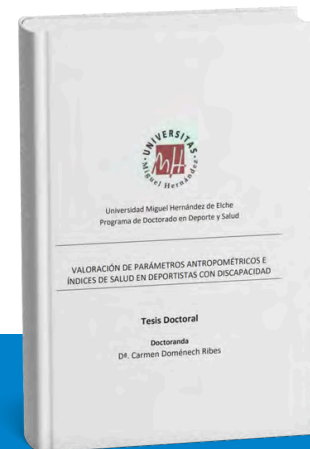 UNIVERSITAS
Miguel Hernández
Universidad Miguel Hernández de Elche
Programa de Doctorado en Deporte y Salud
VALORACIÓN DE PARÁMETROS ANTROPOMÉTRICOS E
ÍNDICES DE SALUD EN DEPORTISTAS CON DISCAPACIDAD
Tesis Doctoral
Doctoranda
Dª. Carmen Doménech Ribes